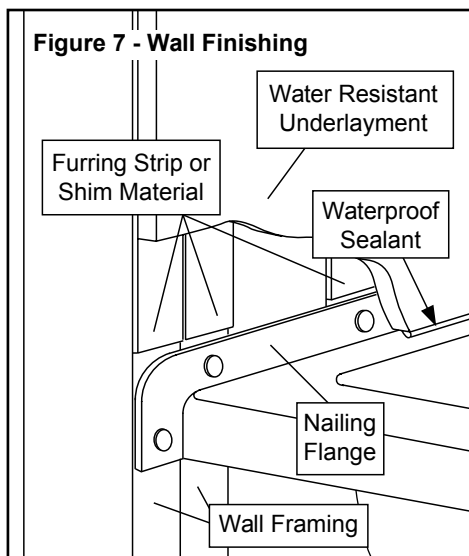 Figure 7 - Wall Finishing
Water Resistant
Underlayment
Furring Strip or
Shim Material
Waterproof
Sealant
Nailing
Flange
Wall Framing